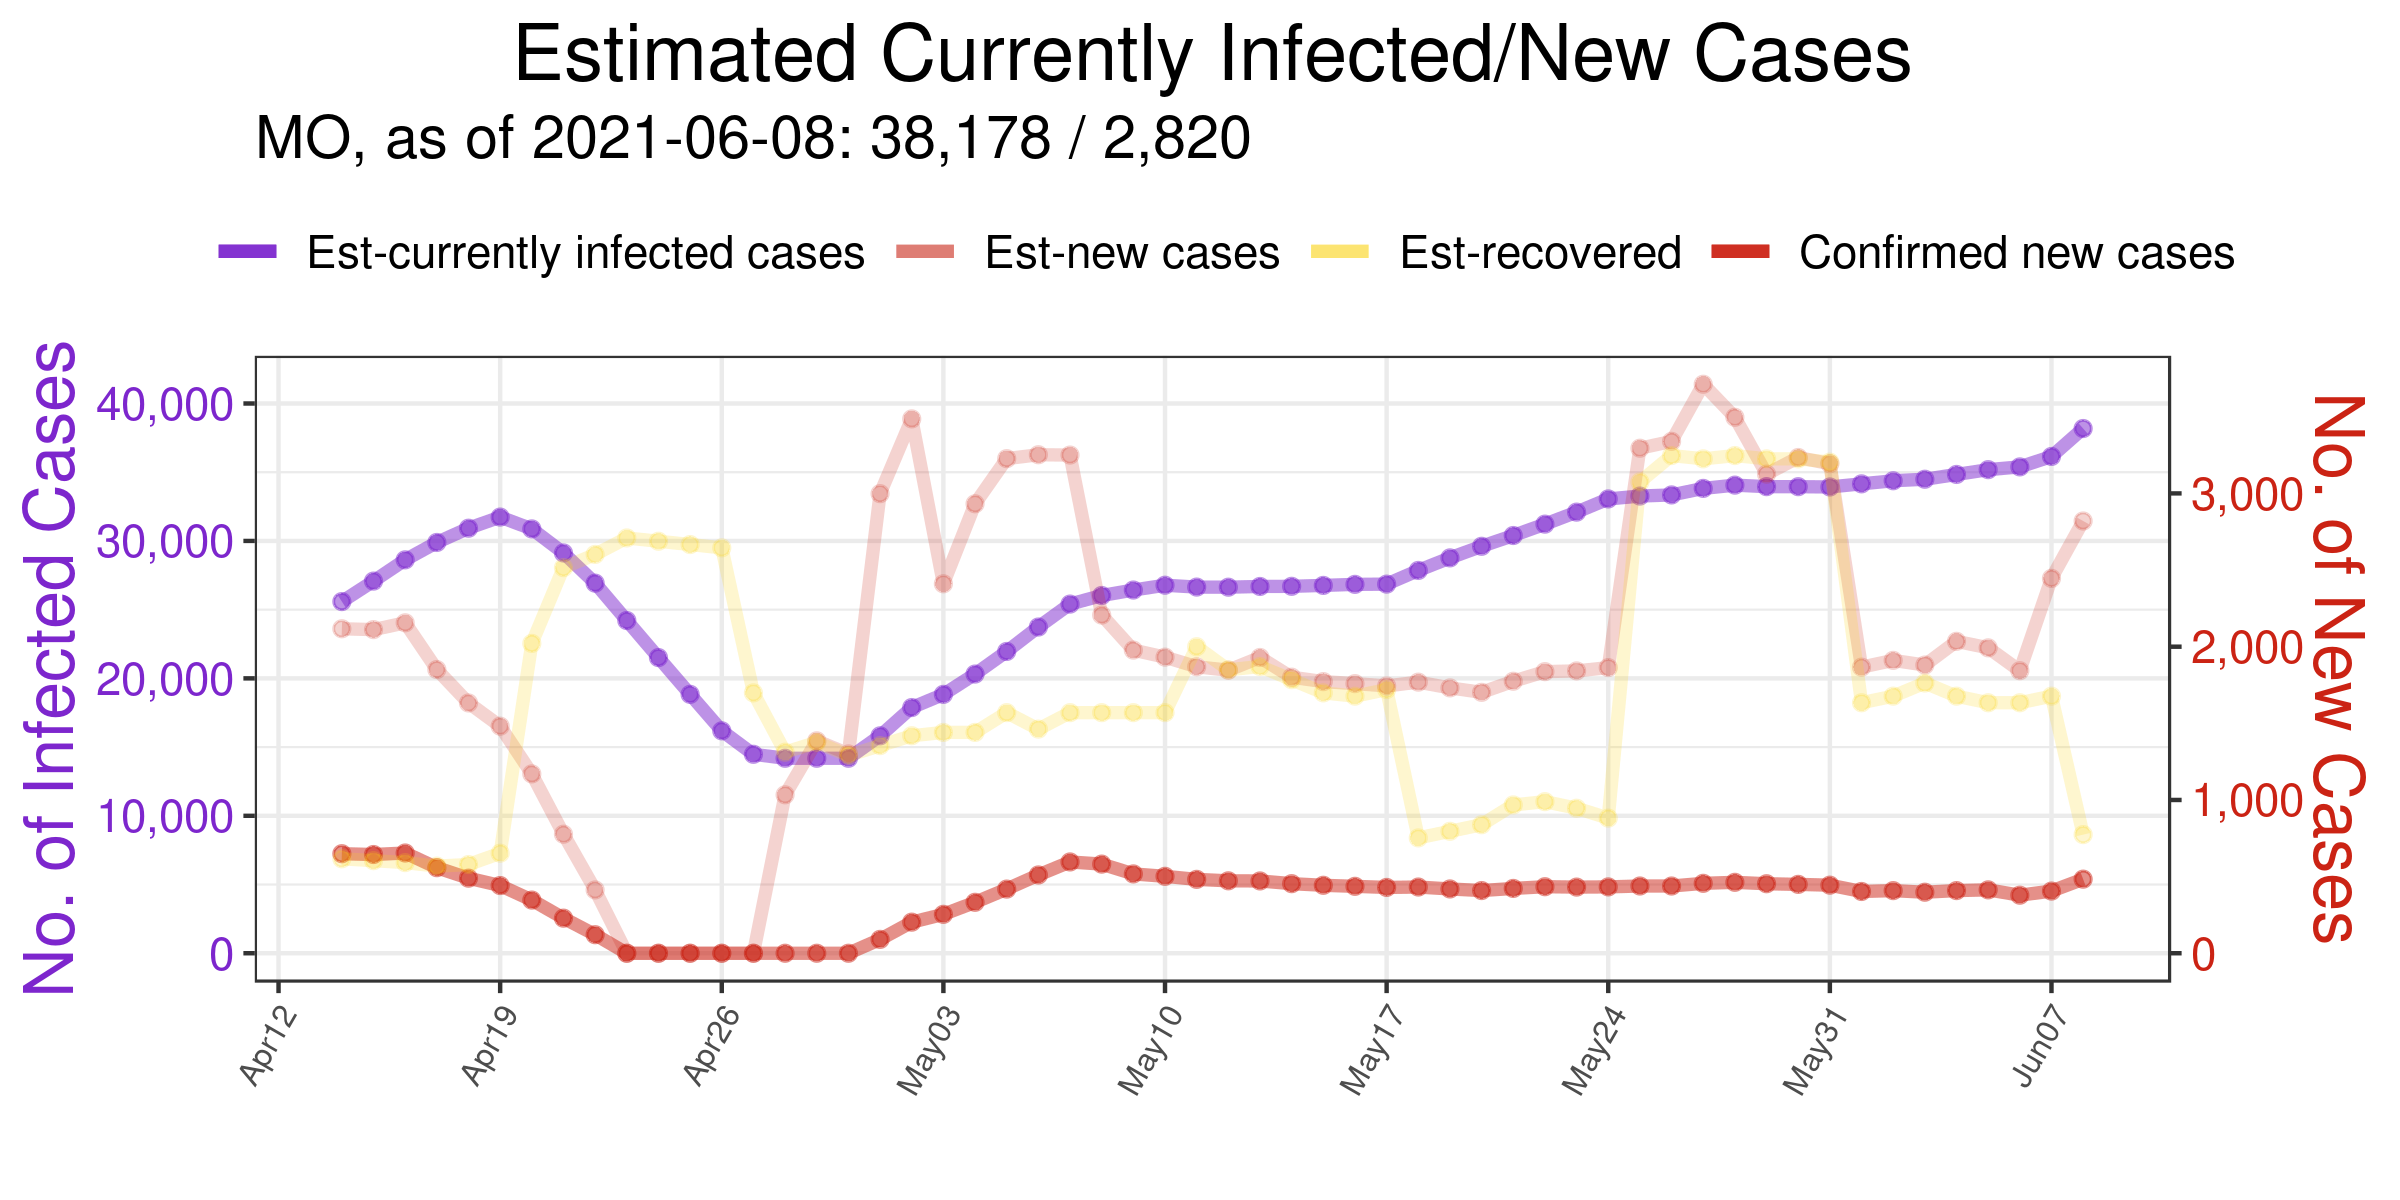 Estimated Currently Infected/New Cases
MO, as of 2021-06-08: 38,178 / 2,820
Est-currently infected cases Est-new cases Est-recovered Confirmed new cases
No. of Infected Cases
40,000
30,000
20,000
10,000
0
No. of New Cases
3,000
2,000
1,000
0
Apr12 Apr19 Apr26 May03 May10 May17 May24 May31 Jun07